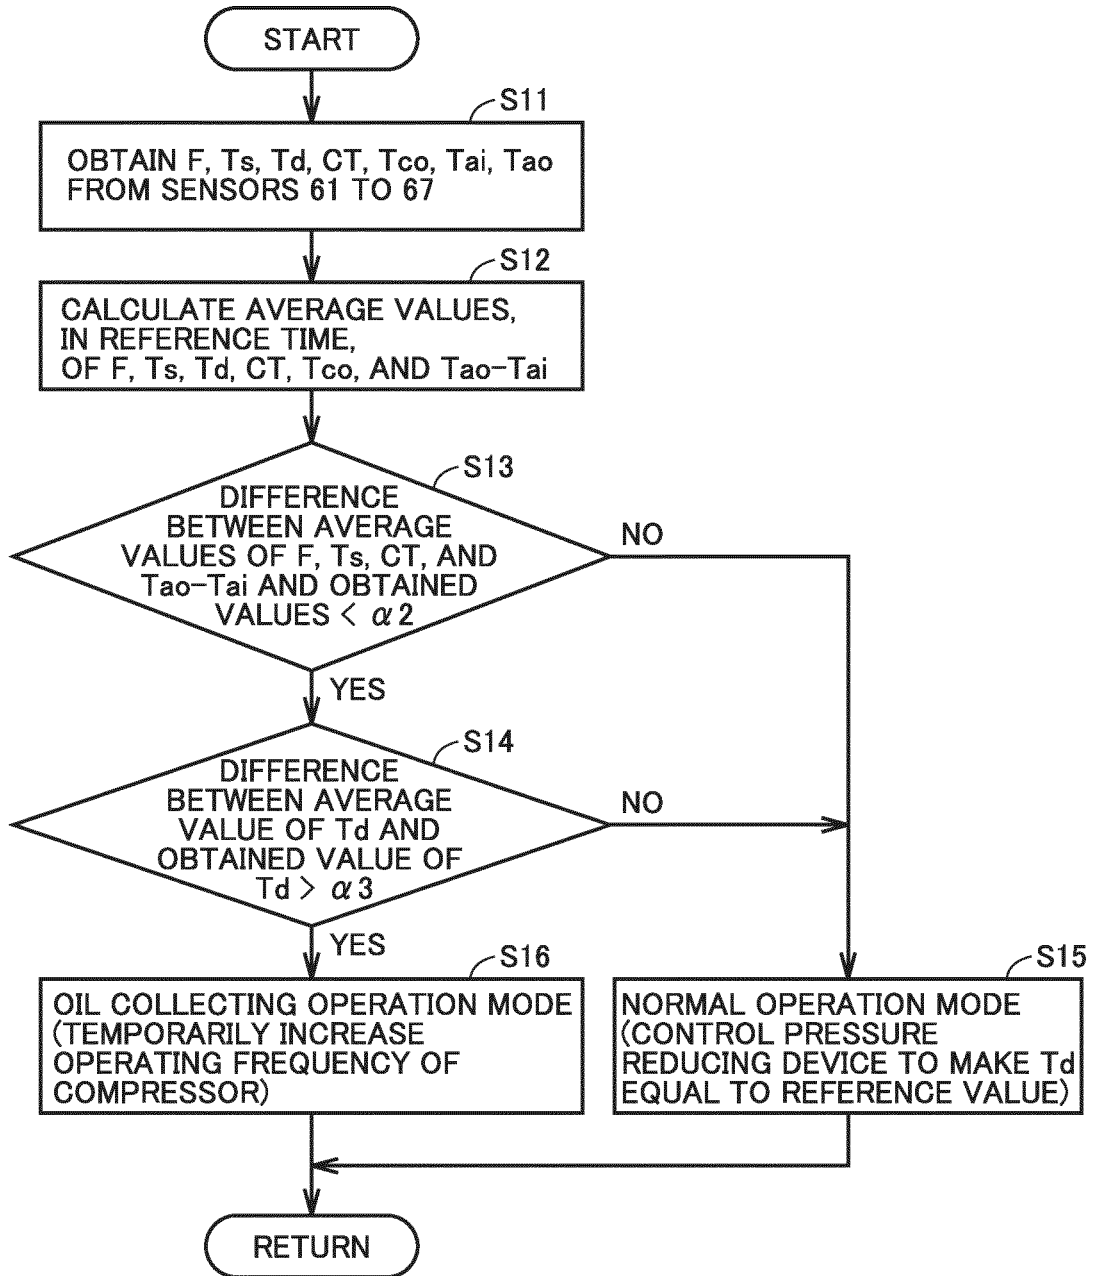 START
S11
OBTAIN F, Ts, Td, CT, Tco, Tai, Tao
FROM SENSORS 61 TO 67
S12
CALCULATE AVERAGE VALUES,
IN REFERENCE TIME,
OF F, Ts, Td, CT, Tco, AND Tao-Tai
S13
DIFFERENCE
BETWEEN AVERAGE
VALUES OF F, Ts, CT, AND
Tao-Tai AND OBTAINED
VALUES < α2
NO
YES
S14
DIFFERENCE
BETWEEN AVERAGE
VALUE OF Td AND
OBTAINED VALUE OF
Td > α3
NO
YES
S16
OIL COLLECTING OPERATION MODE
(TEMPORARILY INCREASE
OPERATING FREQUENCY OF
COMPRESSOR)
S15
NORMAL OPERATION MODE
(CONTROL PRESSURE
REDUCING DEVICE TO MAKE Td
EQUAL TO REFERENCE VALUE)
RETURN